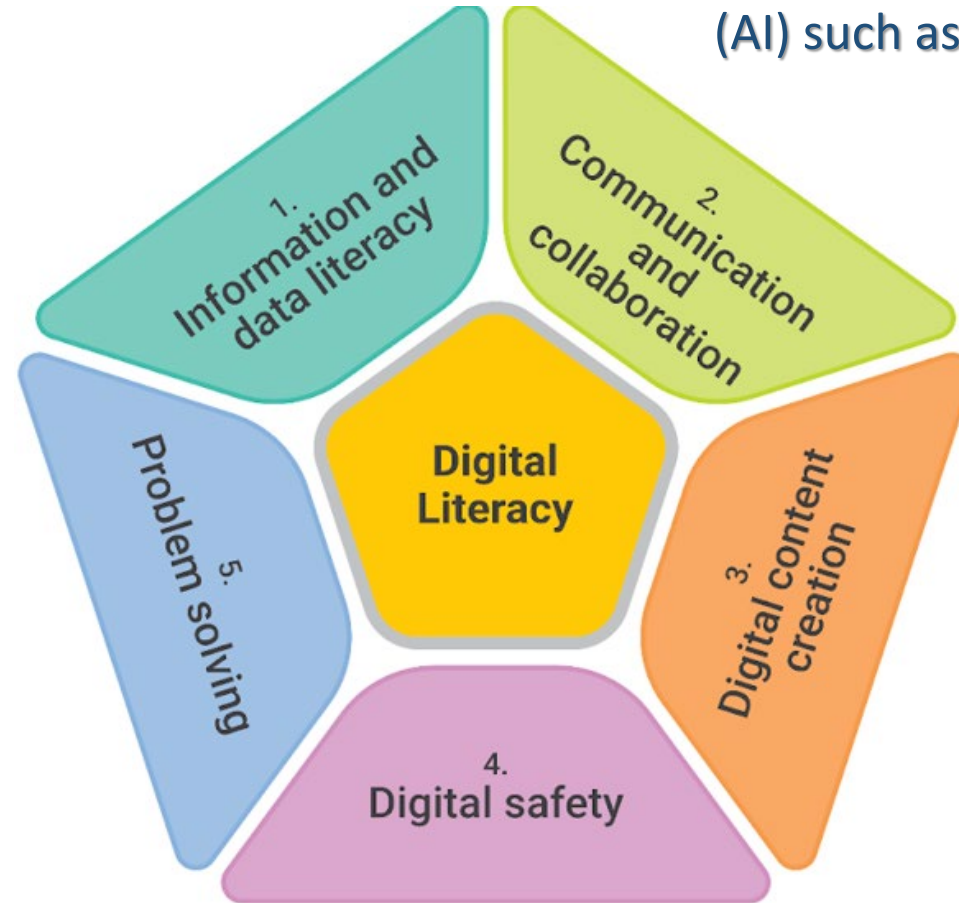 (AI) such as
1.
Information and
data literacy
2.
Communication
and
collaboration
3.
Digital content
creation
4.
Digital safety
5.
Problem solving
Digital
Literacy